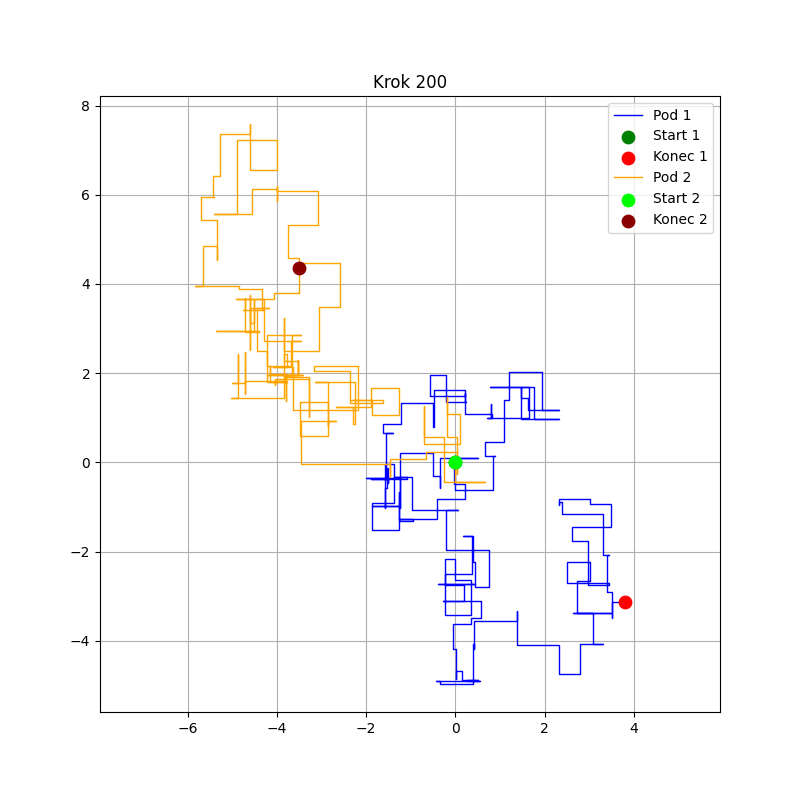 Krok 200
Pod 1
Start 1
Konec 1
Pod 2
Start 2
Konec 2
8
6
4
2
0
−2
−4
−6 −4 −2 0 2 4